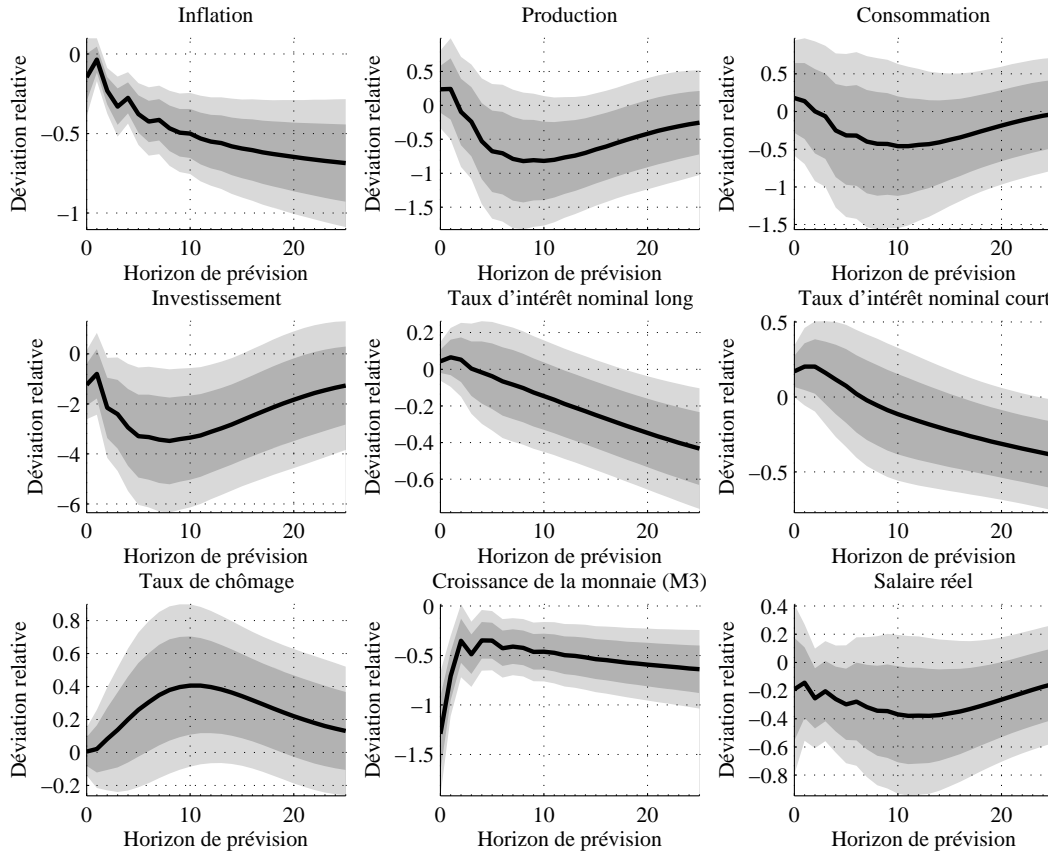 Inflation
Production
Consommation
Déviation relative
0
−0.5
−1
0 10 20
Horizon de prévision
Déviation relative
0.5
0
−0.5
−1
−1.5
0 10 20
Horizon de prévision
Déviation relative
0.5
0
−0.5
−1
−1.5
0 10 20
Horizon de prévision
Investissement
Taux d’intérêt nominal long
Taux d’intérêt nominal court
Déviation relative
0
−2
−4
−6
0 10 20
Horizon de prévision
Déviation relative
0.2
0
−0.2
−0.4
−0.6
0 10 20
Horizon de prévision
Déviation relative
0.5
0
−0.5
0 10 20
Horizon de prévision
Taux de chômage
Croissance de la monnaie (M3)
Salaire réel
Déviation relative
0.8
0.6
0.4
0.2
0
−0.2
0 10 20
Horizon de prévision
Déviation relative
0
−0.5
−1
−1.5
0 10 20
Horizon de prévision
Déviation relative
0.4
0.2
0
−0.2
−0.4
−0.6
−0.8
0 10 20
Horizon de prévision